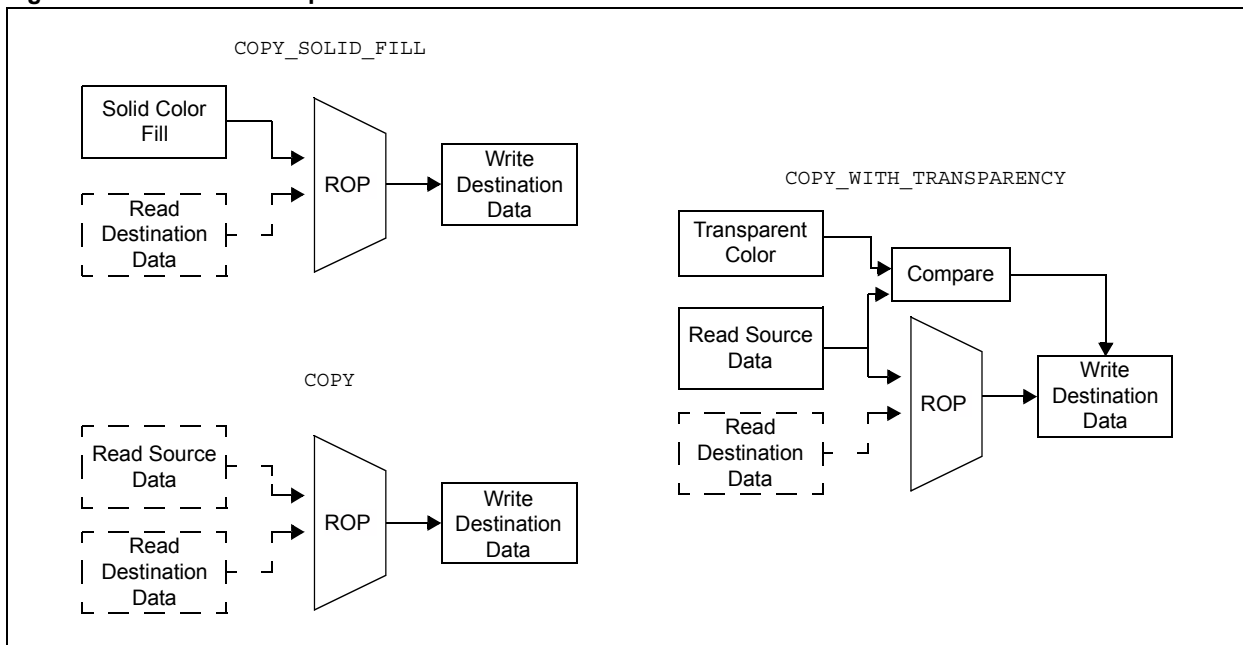 COPY_SOLID_FILL
Solid Color
Fill
Read
Destination
Data
ROP
Write
Destination
Data
COPY
Read Source
Data
Read
Destination
Data
ROP
Write
Destination
Data
COPY_WITH_TRANSPARENCY
Transparent
Color
Compare
Read Source
Data
Read
Destination
Data
ROP
Write
Destination
Data